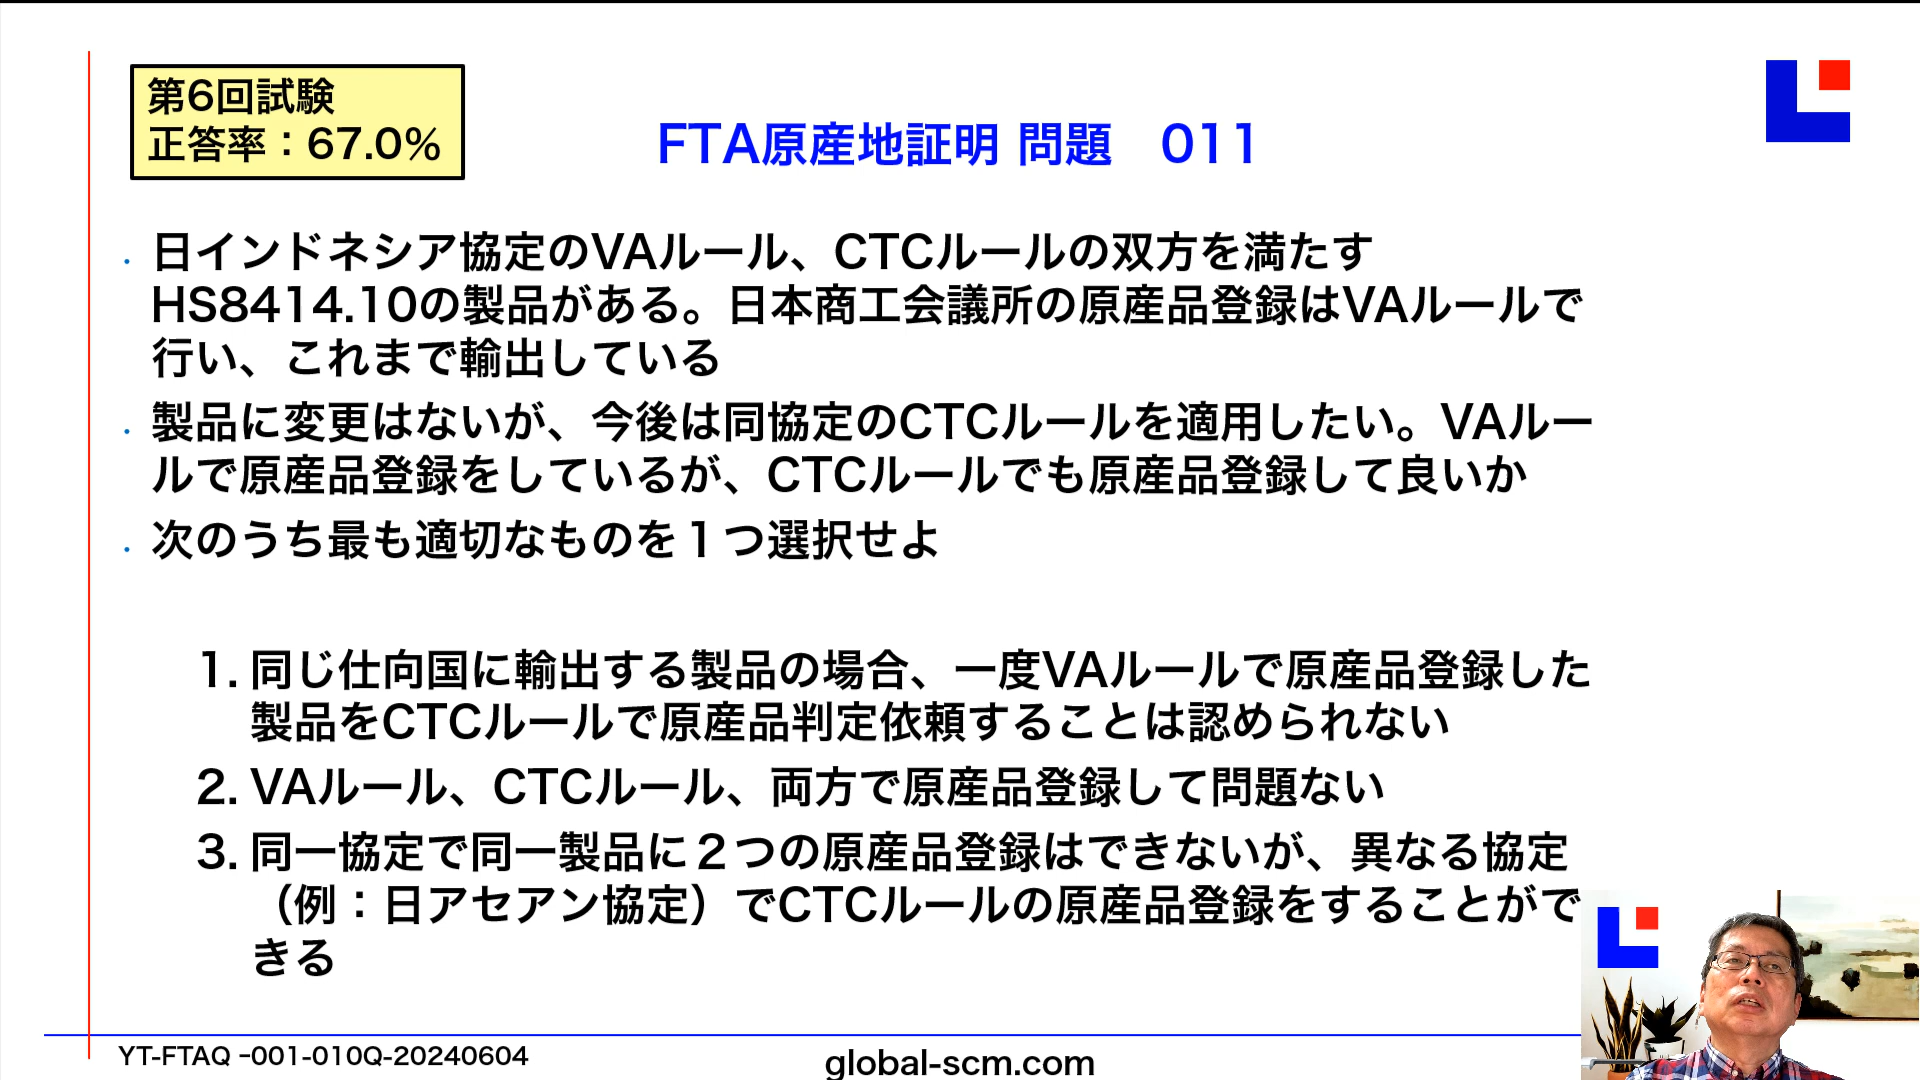 第6回試験
正答率：67.0%
FTA原産地証明 問題　011
・日インドネシア協定のVAルール、CTCルールの双方を満たす
HS8414.10の製品がある。日本商工会議所の原産品登録はVAルールで
行い、これまで輸出している
・製品に変更はないが、今後は同協定のCTCルールを適用したい。VAルー
ルで原産品登録をしているが、CTCルールでも原産品登録して良いか
・次のうち最も適切なものを１つ選択せよ
1. 同じ仕向国に輸出する製品の場合、一度VAルールで原産品登録した
製品をCTCルールで原産品判定依頼することは認められない
2. VAルール、CTCルール、両方で原産品登録して問題ない
3. 同一協定で同一製品に２つの原産品登録はできないが、異なる協定
（例：日アセアン協定）でCTCルールの原産品登録をすることがで
きる
YT-FTAQ -001-010Q-20240604
global-scm.com